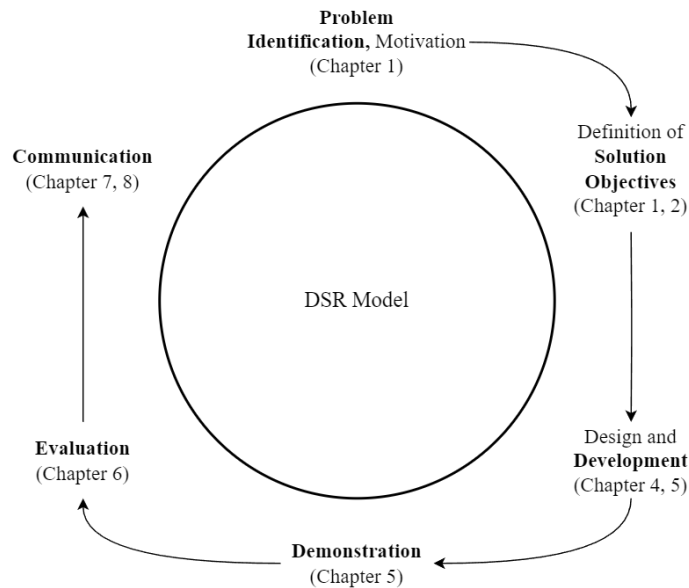 Problem
Identification, Motivation
(Chapter 1)
Definition of
Solution
Objectives
(Chapter 1, 2)
Communication
(Chapter 7, 8)
DSR Model
Evaluation
(Chapter 6)
Design and
Development
(Chapter 4, 5)
Demonstration
(Chapter 5)